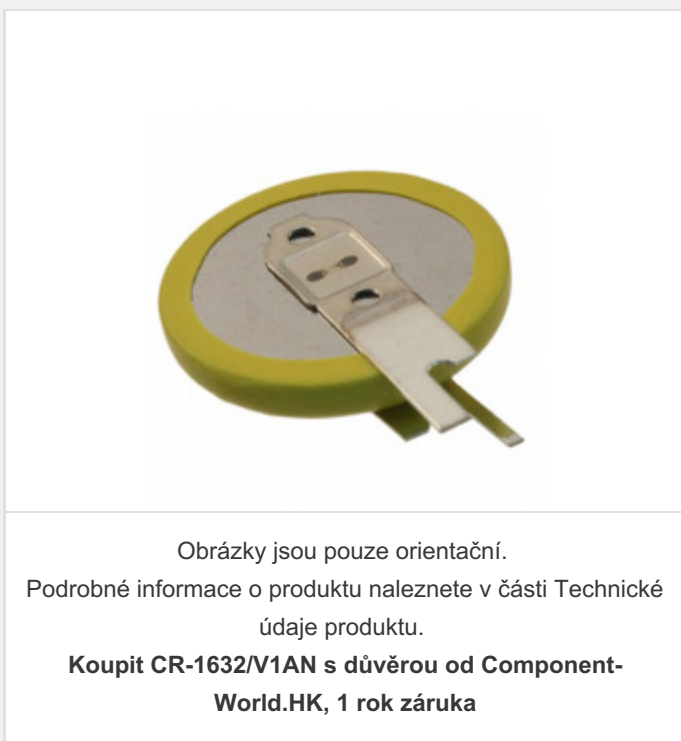 Obrázky jsou pouze orientační.
Podrobné informace o produktu naleznete v části Technické
údaje produktu.
Koupit CR-1632/V1AN s důvěrou od Component-
World.HK, 1 rok záruka